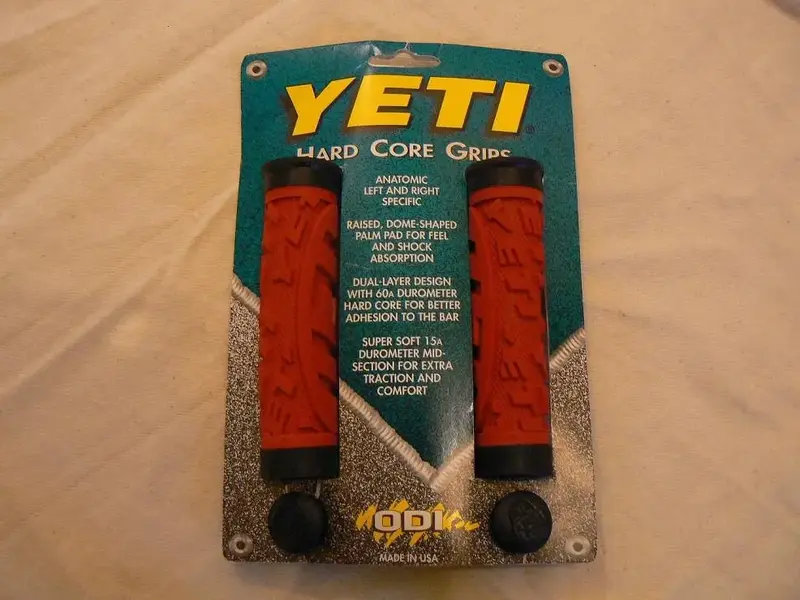 YETI®
HARD CORE GRIPS
ANATOMIC
LEFT AND RIGHT
SPECIFIC
RAISED, DOME-SHAPED
PALM PAD FOR FEEL
AND SHOCK
ABSORPTION
DUAL-LAYER DESIGN
WITH 60A DUROMETER
HARD CORE FOR BETTER
ADHESION TO THE BAR
SUPER SOFT 15A
DUROMETER MID-
SECTION FOR EXTRA
TRACTION AND
COMFORT
ODI
MADE IN USA